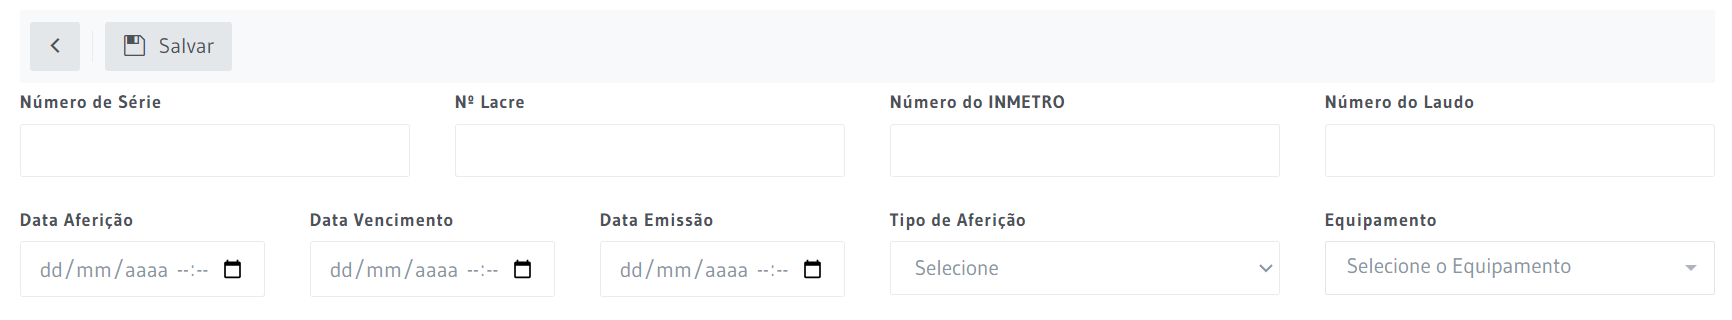 Salvar
Número de Série Nº Lacre Número do INMETRO Número do Laudo
Data Aferição Data Vencimento Data Emissão Tipo de Aferição Equipamento
dd/mm/aaaa --:-- dd/mm/aaaa --:-- dd/mm/aaaa --:-- Selecione Selecione o Equipamento